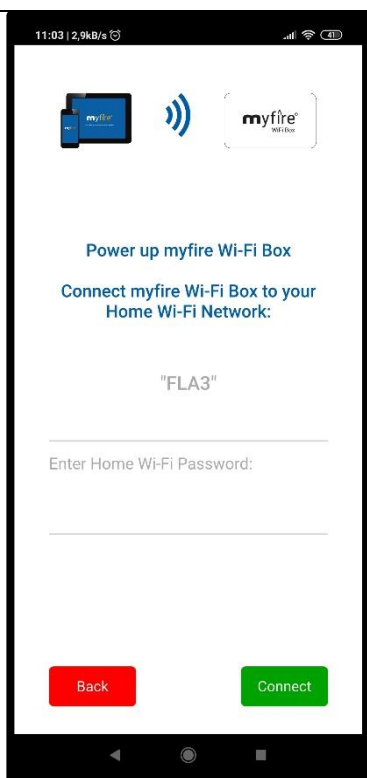 11:03 | 2,9kB/s
41
myfire
myfire®
WiFi Box
Power up myfire Wi-Fi Box
Connect myfire Wi-Fi Box to your
Home Wi-Fi Network:
"FLA3"
Enter Home Wi-Fi Password:
Back
Connect